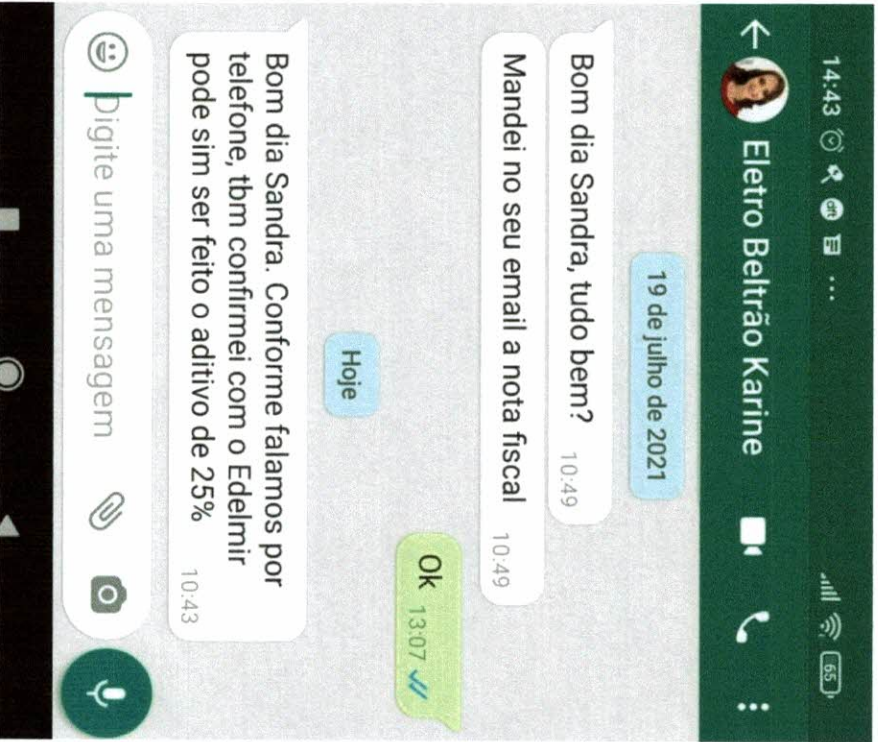 14:43
65
Eletro Beltrão Karine
19 de julho de 2021
Bom dia Sandra, tudo bem? 10:49
Mandei no seu email a nota fiscal 10:49
Ok 13:07
Hoje
Bom dia Sandra. Conforme falamos por
telefone, tbm confirmei com o Edelmir
pode sim ser feito o aditivo de 25%
10:43
Digite uma mensagem